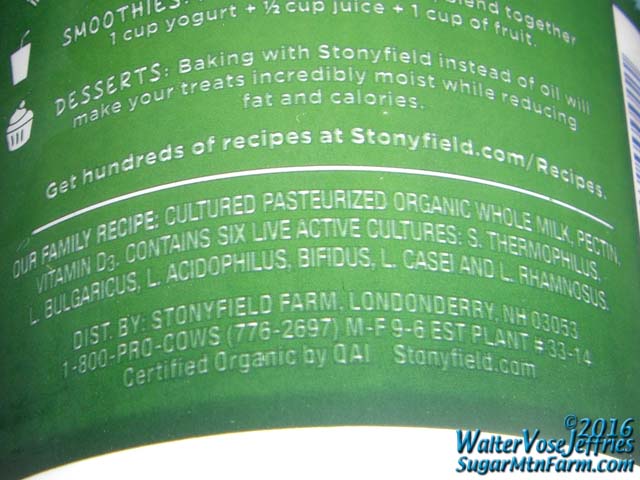 SMOOTHIES: blend together
1 cup yogurt + ½ cup juice + 1 cup of fruit.
DESSERTS: Baking with Stonyfield instead of oil will
make your treats incredibly moist while reducing
fat and calories.
Get hundreds of recipes at Stonyfield.com/Recipes.
OUR FAMILY RECIPE: CULTURED PASTEURIZED ORGANIC WHOLE MILK, PECTIN,
VITAMIN D3. CONTAINS SIX LIVE ACTIVE CULTURES: S. THERMOPHILUS,
L. BULGARICUS, L. ACIDOPHILUS, BIFIDUS, L. CASEI AND L. RHAMNOSUS.
DIST. BY: STONYFIELD FARM, LONDONDERRY, NH 03053
1-800-PRO-COWS (776-2697) M-F 9-6 EST PLANT #33-14
Certified Organic by QAI Stonyfield.com
©2016
WalterVoseJeffries
SugarMtnFarm.com